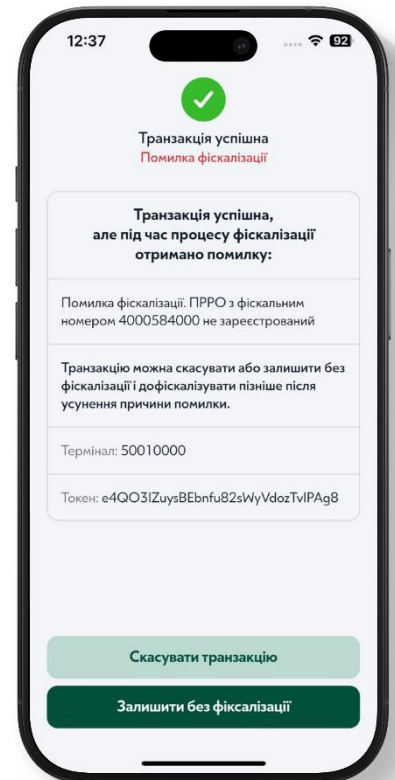 12:37
92
Транзакція успішна
Помилка фіскалізації
Транзакція успішна,
але під час процесу фіскалізації
отримано помилку:
Помилка фіскалізації. ПРРО з фіскальним
номером 4000584000 не зареєстрований
Транзакцію можна скасувати або залишити без
фіскалізації і дофіскалізувати пізніше після
усунення причини помилки.
Термінал: 50010000
Токен: e4QO3IZuysBEbnfu82sWyVdozTvIPAg8
Скасувати транзакцію
Залишити без фіксалізації